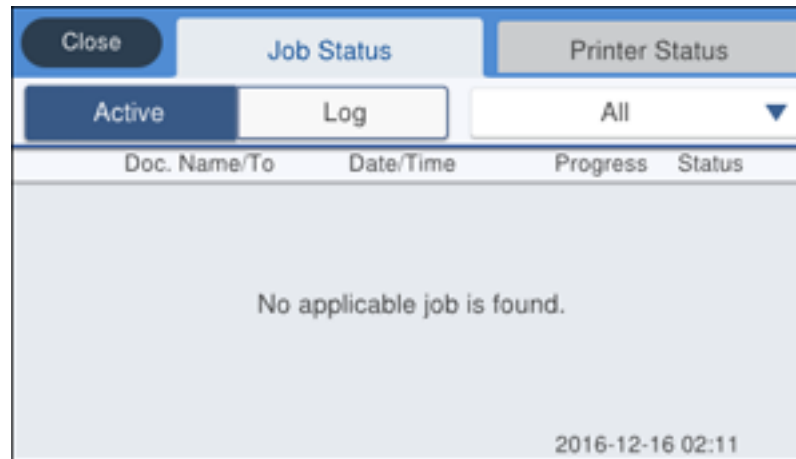 Close Job Status Printer Status
Active Log All
Doc. Name/To Date/Time Progress Status
No applicable job is found.
2016-12-16 02:11